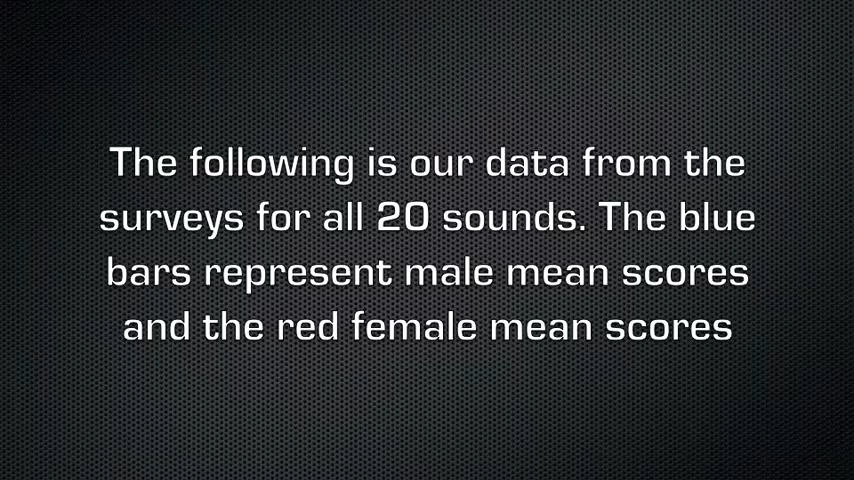 The following is our data from the
surveys for all 20 sounds. The blue
bars represent male mean scores
and the red female mean scores